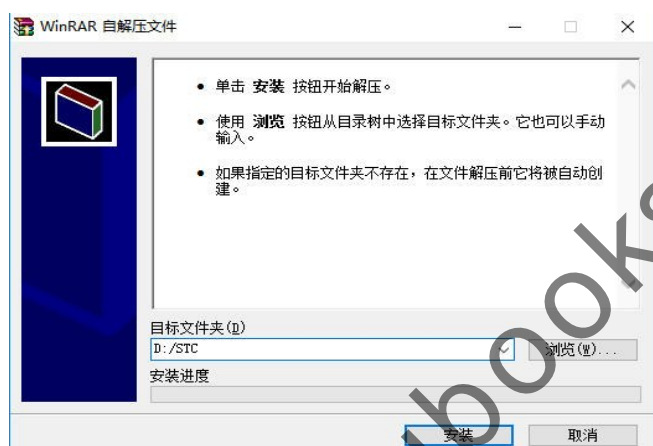 WinRAR 自解压文件
• 单击 安装 按钮开始解压。
• 使用 浏览 按钮从目录树中选择目标文件夹。它也可以手动
输入。
• 如果指定的目标文件夹不存在，在文件解压前它将被自动创
建。
目标文件夹(D)
D:/STC
浏览(W)...
安装进度
安装
取消
books